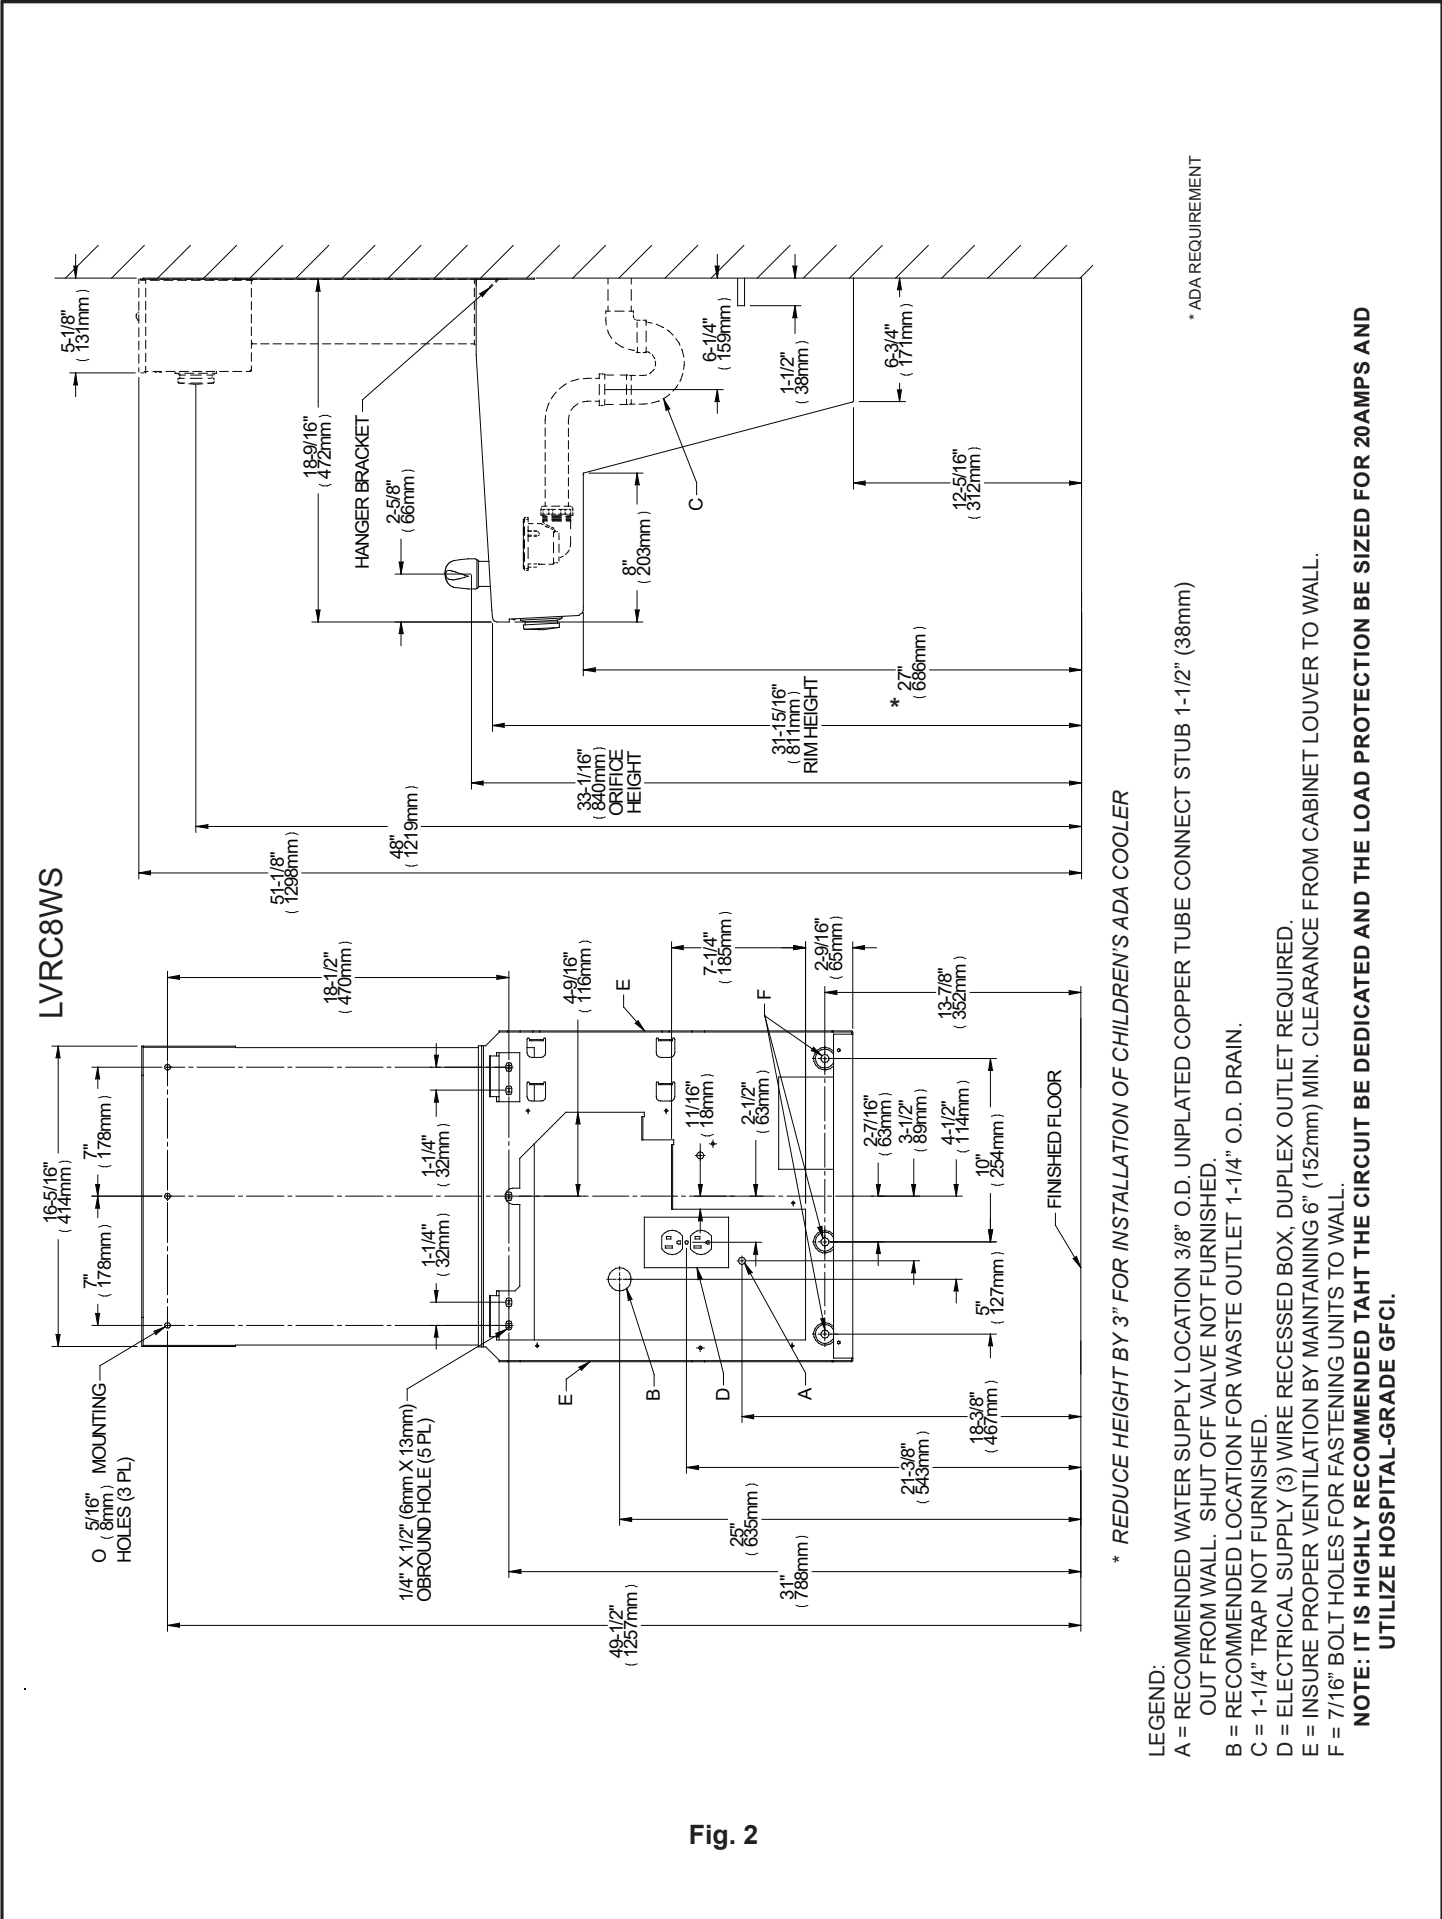 LVRC8WS
16-5/16"
( 414mm )
7"
( 178mm )
7"
( 178mm )
O 5/16" MOUNTING
( 8mm )
HOLES (3 PL)
18-1/2"
( 470mm )
1-1/4"
( 32mm )
1-1/4"
( 32mm )
1/4" X 1/2" (6mm X 13mm)
OBROUND HOLE (5 PL)
4-9/16"
( 116mm )
E
E
B
D
A
F
7-1/4"
( 185mm )
2-9/16"
( 65mm )
11/16"
( 18mm )
2-1/2"
( 63mm )
2-7/16"
( 63mm )
3-1/2"
( 89mm )
4-1/2"
( 114mm )
13-7/8"
( 352mm )
10"
( 254mm )
5"
( 127mm )
FINISHED FLOOR
18-3/8"
( 467mm )
21-3/8"
( 543mm )
25"
( 635mm )
31"
( 788mm )
49-1/2"
( 1257mm )
5-1/8"
( 131mm )
18-9/16"
( 472mm )
HANGER BRACKET
2-5/8"
( 66mm )
C
6-1/4"
( 159mm )
1-1/2"
( 38mm )
6-3/4"
( 171mm )
8"
( 203mm )
12-5/16"
( 312mm )
* 27"
( 686mm )
31-15/16"
( 811mm )
RIM HEIGHT
33-1/16"
( 840mm )
ORIFICE
HEIGHT
48"
( 1219mm )
51-1/8"
( 1298mm )
* REDUCE HEIGHT BY 3” FOR INSTALLATION OF CHILDREN’S ADA COOLER
* ADA REQUIREMENT
LEGEND:
A = RECOMMENDED WATER SUPPLY LOCATION 3/8” O.D. UNPLATED COPPER TUBE CONNECT STUB 1-1/2” (38mm)
OUT FROM WALL. SHUT OFF VALVE NOT FURNISHED.
B = RECOMMENDED LOCATION FOR WASTE OUTLET 1-1/4” O.D. DRAIN.
C = 1-1/4” TRAP NOT FURNISHED.
D = ELECTRICAL SUPPLY (3) WIRE RECESSED BOX, DUPLEX OUTLET REQUIRED.
E = INSURE PROPER VENTILATION BY MAINTAINING 6” (152mm) MIN. CLEARANCE FROM CABINET LOUVER TO WALL.
F = 7/16” BOLT HOLES FOR FASTENING UNITS TO WALL.
NOTE: IT IS HIGHLY RECOMMENDED TAHT THE CIRCUIT BE DEDICATED AND THE LOAD PROTECTION BE SIZED FOR 20AMPS AND
UTILIZE HOSPITAL-GRADE GFCI.
Fig. 2